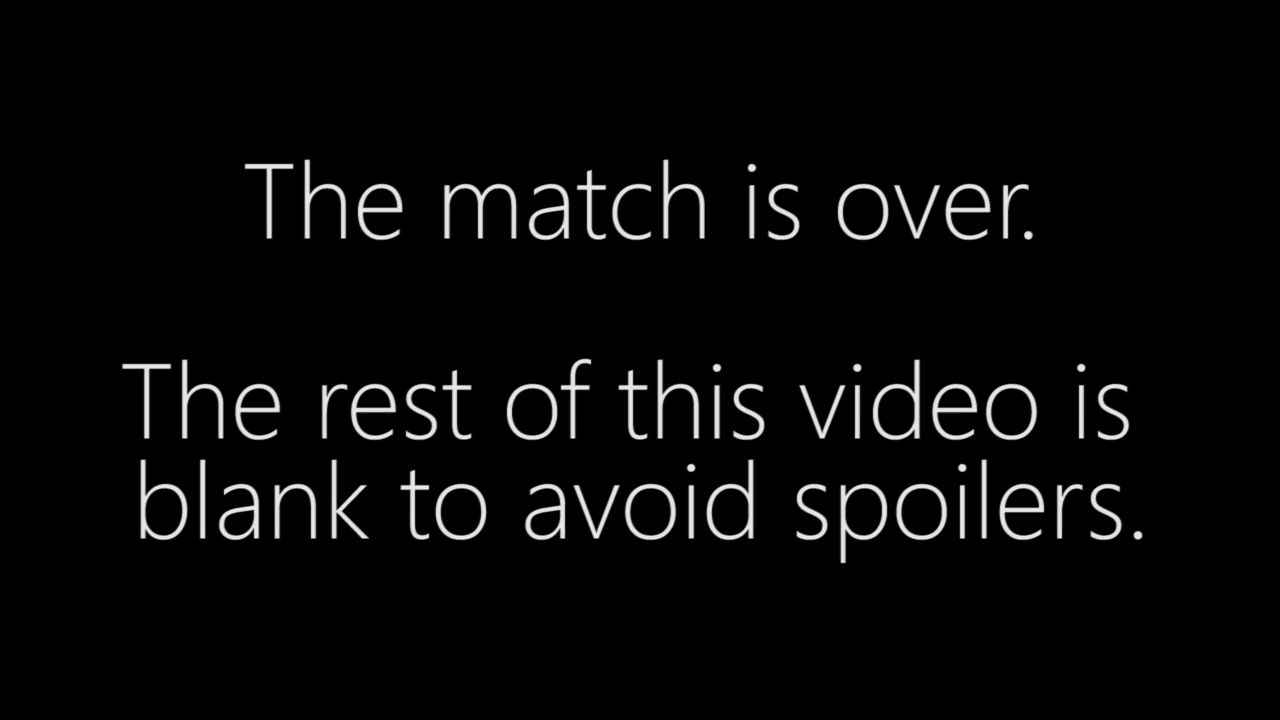 The match is over.
The rest of this video is
blank to avoid spoilers.